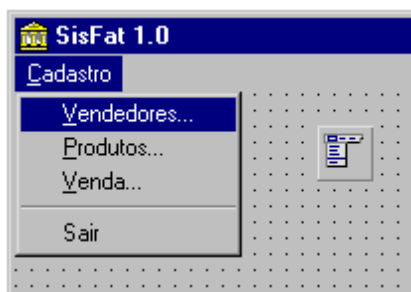 SisFat 1.0
Cadastro
Vendedores...
Produtos...
Venda...
Sair